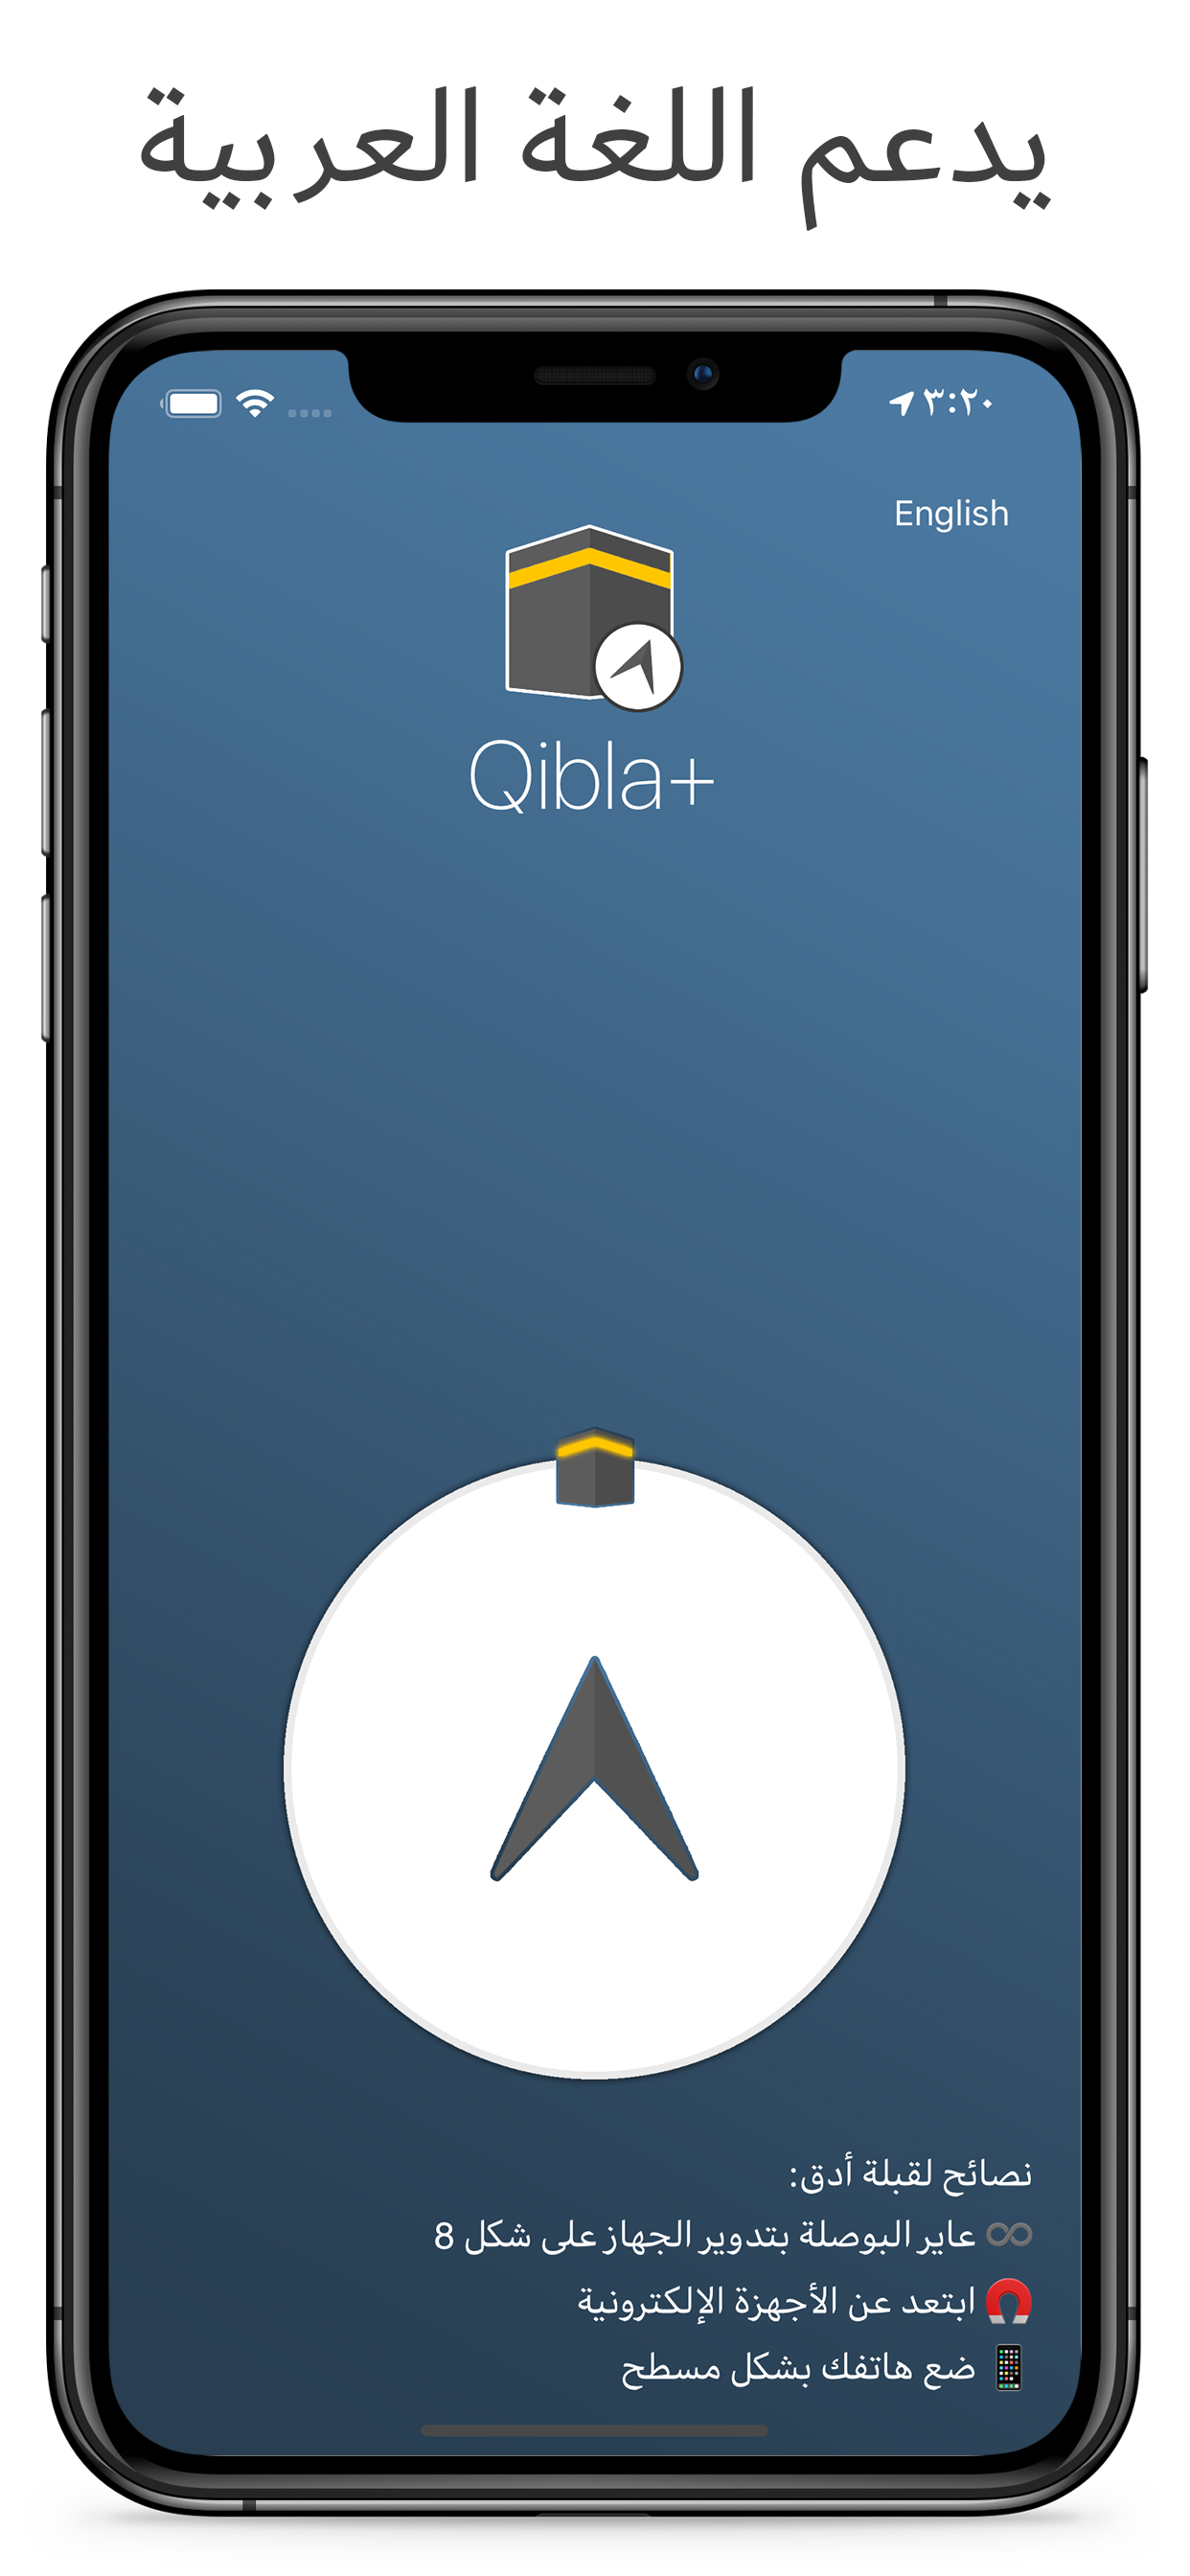 يدعم اللغة العربية
٣:٢٠
English
Qibla+
نصائح لقبلة أدق:
عاير البوصلة بتدوير الجهاز على شكل 8
ابتعد عن الأجهزة الإلكترونية
ضع هاتفك بشكل مسطح